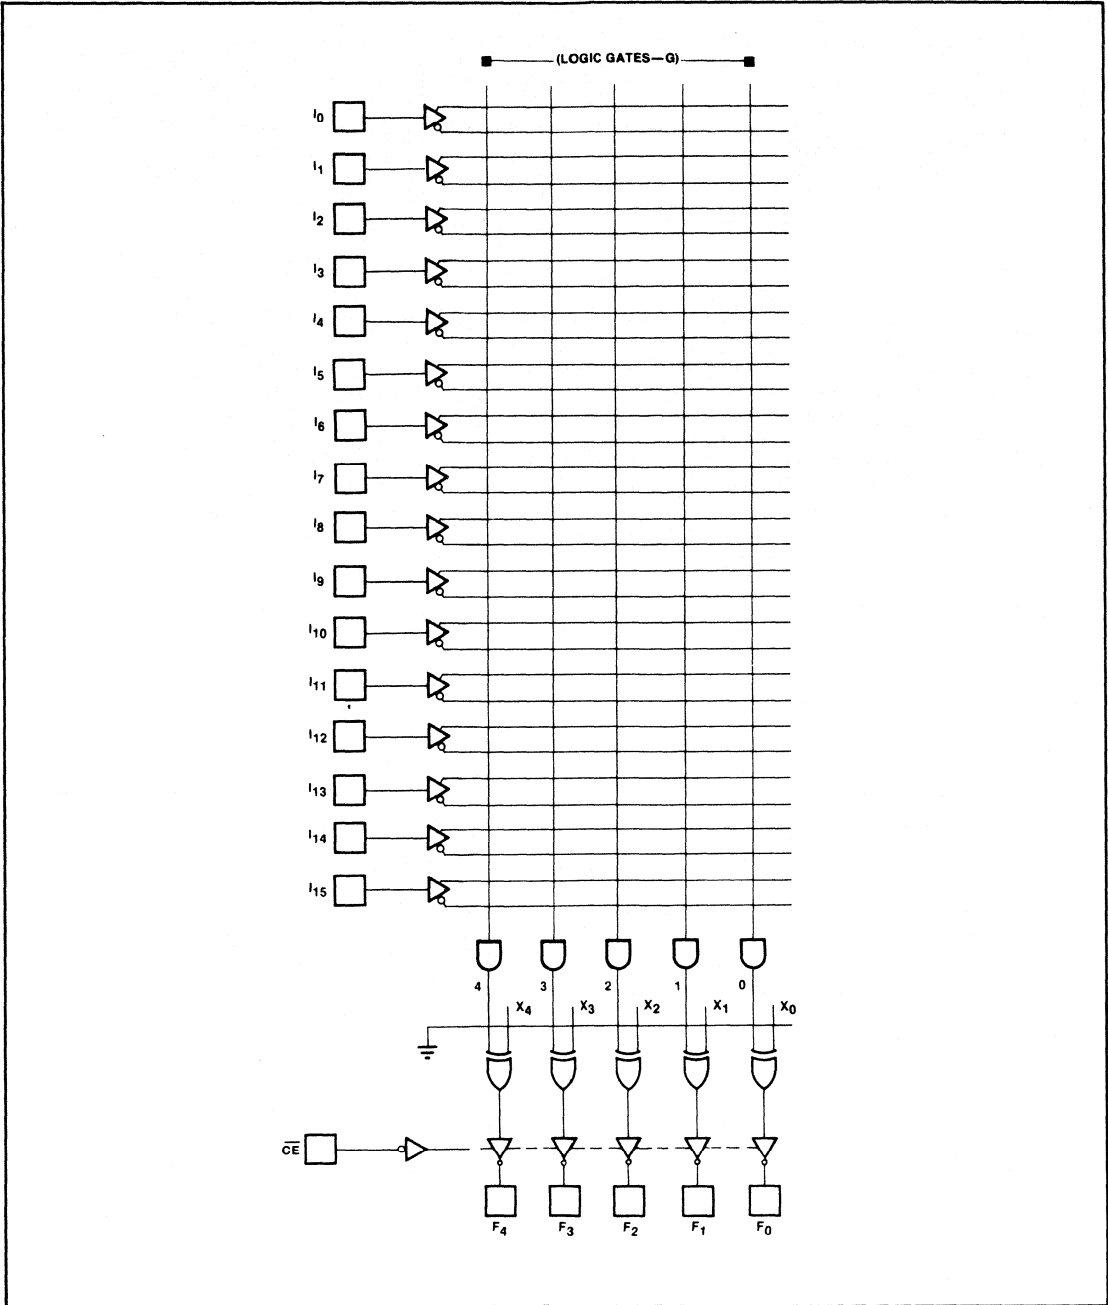 (LOGIC GATES—G)
I0
I1
I2
I3
I4
I5
I6
I7
I8
I9
I10
I11
I12
I13
I14
I15
4 3 2 1 0
X4 X3 X2 X1 X0
C̅E̅
F4 F3 F2 F1 F0